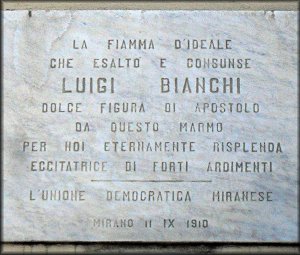 LA FIAMMA D'IDEALE
CHE ESALTO E CONSUNSE
LUIGI BIANCHI
DOLCE FIGURA DI APOSTOLO
DA QUESTO MARMO
PER NOI ETERNAMENTE RISPLENDA
ECCITATRICE DI FORTI ARDIMENTI
L'UNIONE DEMOCRATICA MIRANESE
MIRANO 11 IX 1910